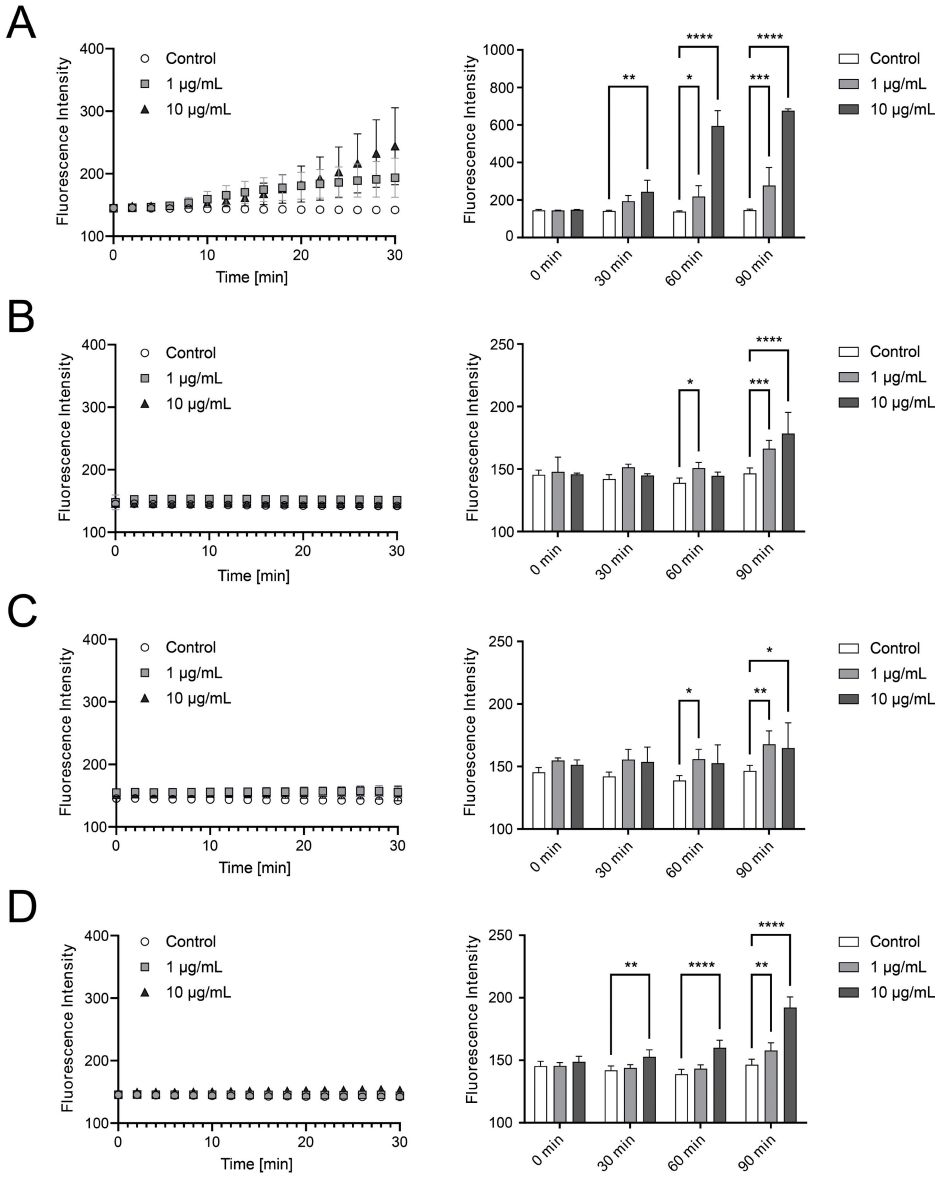 A
Fluorescence Intensity
400
300
200
100
0
10
20
30
Time [min]
Control
1 µg/mL
10 µg/mL
Fluorescence Intensity
1000
800
600
400
200
0
0 min
30 min
60 min
90 min
**
*
****
***
****
Control
1 µg/mL
10 µg/mL
B
Fluorescence Intensity
400
300
200
100
0
10
20
30
Time [min]
Control
1 µg/mL
10 µg/mL
Fluorescence Intensity
250
200
150
100
0 min
30 min
60 min
90 min
*
***
****
Control
1 µg/mL
10 µg/mL
C
Fluorescence Intensity
400
300
200
100
0
10
20
30
Time [min]
Control
1 µg/mL
10 µg/mL
Fluorescence Intensity
250
200
150
100
0 min
30 min
60 min
90 min
*
**
*
Control
1 µg/mL
10 µg/mL
D
Fluorescence Intensity
400
300
200
100
0
10
20
30
Time [min]
Control
1 µg/mL
10 µg/mL
Fluorescence Intensity
250
200
150
100
0 min
30 min
60 min
90 min
**
****
**
****
Control
1 µg/mL
10 µg/mL